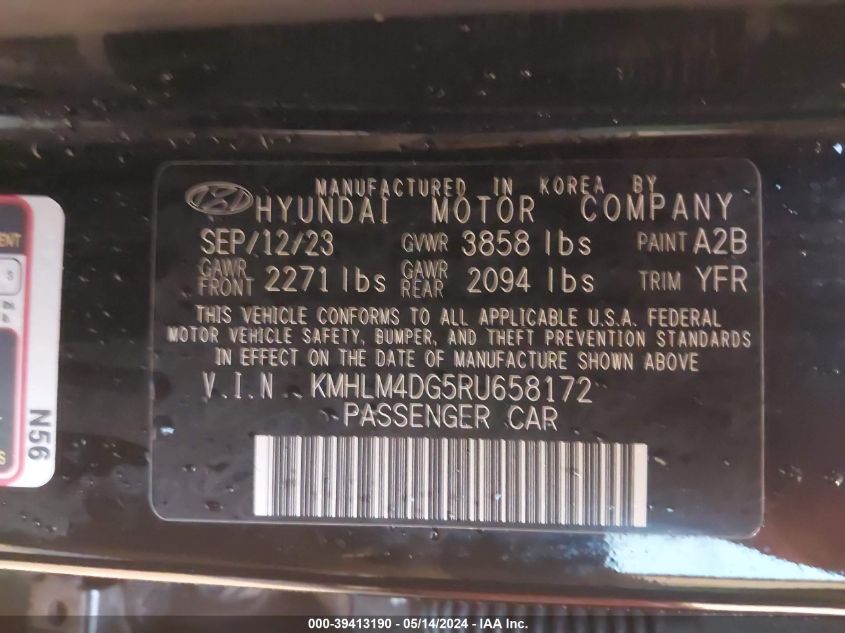 MANUFACTURED IN KOREA BY
HYUNDAI MOTOR COMPANY
SEP/12/23 GVWR 3858 lbs PAINT A2B
GAWR FRONT 2271 lbs GAWR REAR 2094 lbs TRIM YFR
THIS VEHICLE CONFORMS TO ALL APPLICABLE U.S.A. FEDERAL
MOTOR VEHICLE SAFETY, BUMPER, AND THEFT PREVENTION STANDARDS
IN EFFECT ON THE DATE OF MANUFACTURE SHOWN ABOVE
V.I.N KMHLM4DG5RU658172
PASSENGER CAR
N56
000-39413190 - 05/14/2024 - IAA Inc.